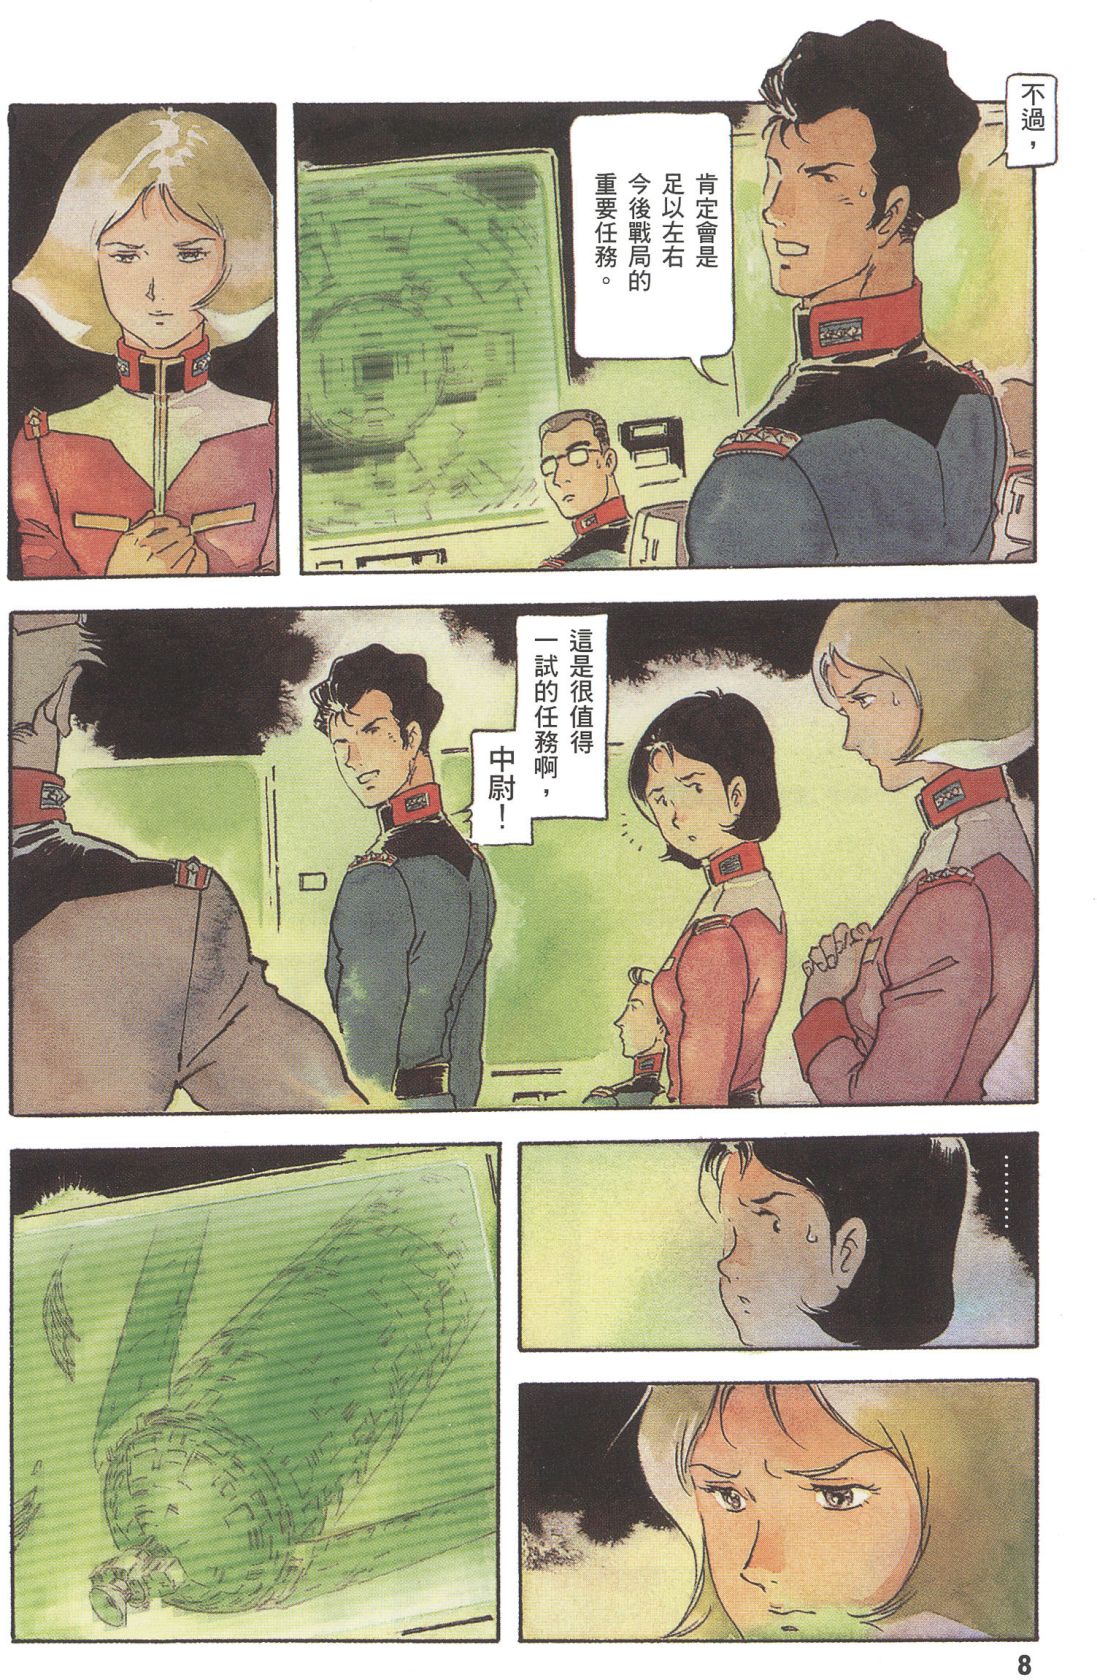 不過，
肯定會是
足以左右
今後戰局的
重要任務。
這是很值得
一試的任務啊，
中尉！
………
8